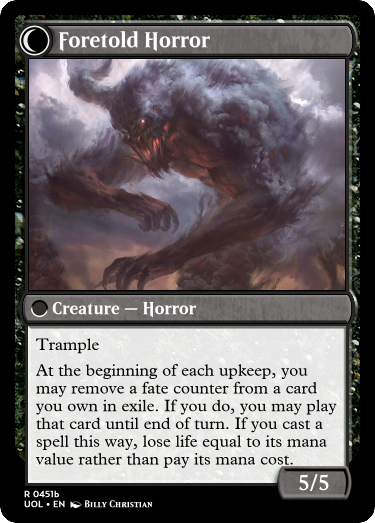 Foretold Horror
Creature — Horror
Trample
At the beginning of each upkeep, you
may remove a fate counter from a card
you own in exile. If you do, you may play
that card until end of turn. If you cast a
spell this way, lose life equal to its mana
value rather than pay its mana cost.
5/5
R 0451b
UOL • EN Billy Christian